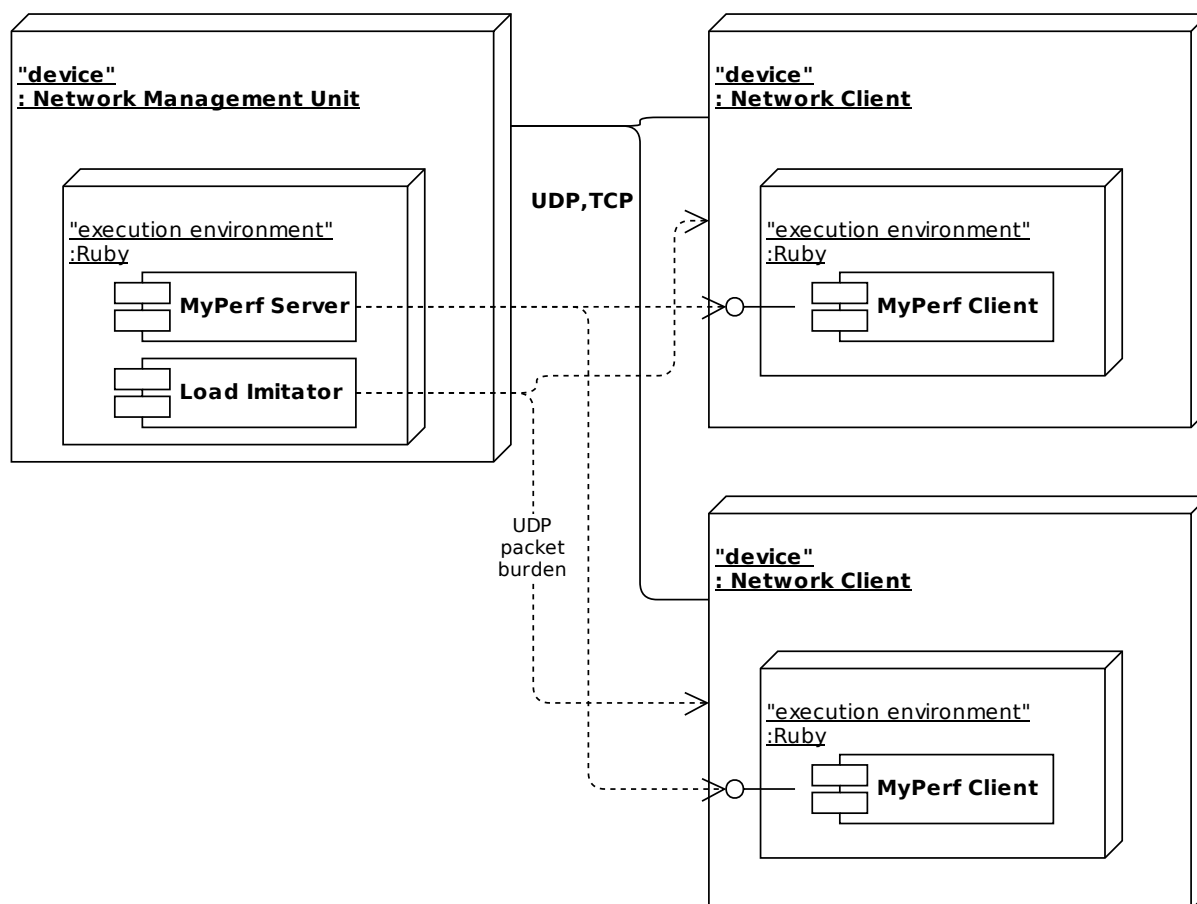 "device"
: Network Management Unit
"execution environment"
:Ruby
MyPerf Server
Load Imitator
UDP,TCP
UDP
packet
burden
"device"
: Network Client
"execution environment"
:Ruby
MyPerf Client
"device"
: Network Client
"execution environment"
:Ruby
MyPerf Client